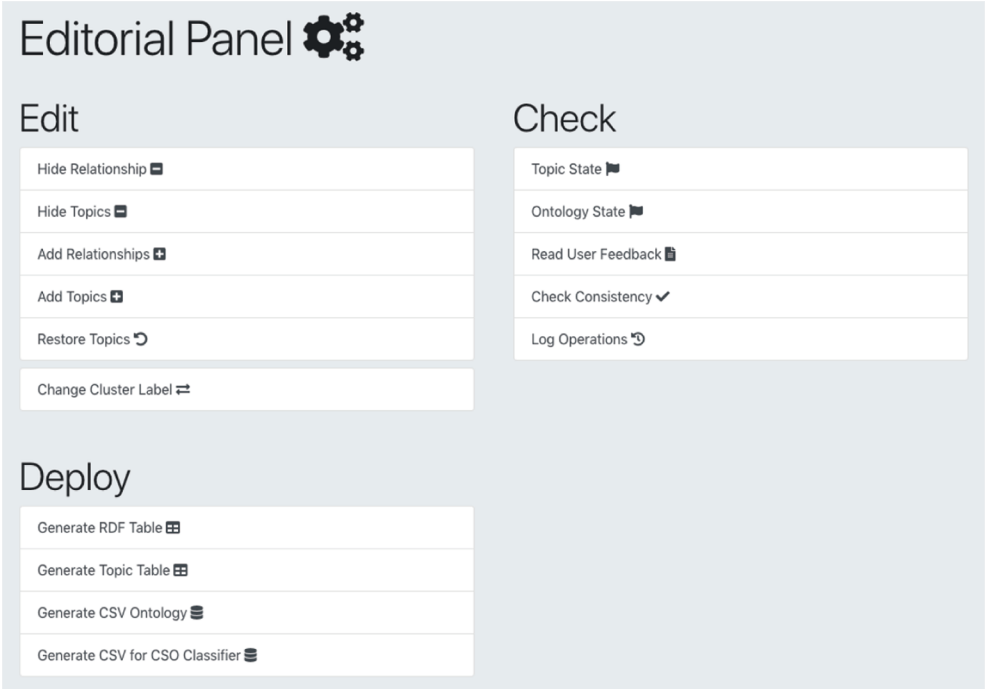 Editorial Panel
Edit
Hide Relationship
Hide Topics
Add Relationships
Add Topics
Restore Topics
Change Cluster Label
Check
Topic State
Ontology State
Read User Feedback
Check Consistency
Log Operations
Deploy
Generate RDF Table
Generate Topic Table
Generate CSV Ontology
Generate CSV for CSO Classifier